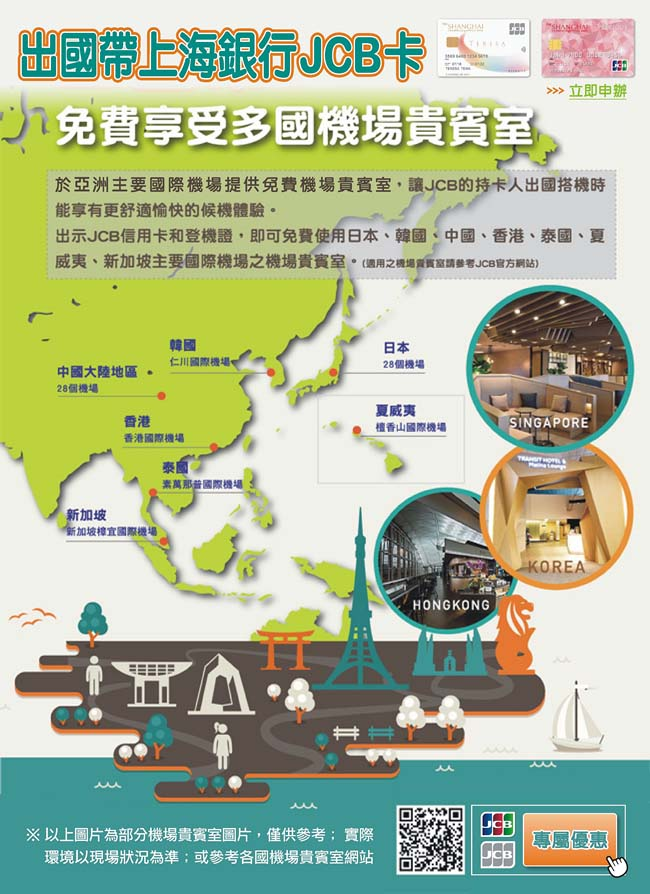 出國帶上海銀行JCB卡
SHANGHAI
SHANGHAI
JCB
>>> 立即申辦
免費享受多國機場貴賓室
於亞洲主要國際機場提供免費機場貴賓室，讓JCB的持卡人出國搭機時
能享有更舒適愉快的候機體驗。
出示JCB信用卡和登機證，即可免費使用日本、韓國、中國、香港、泰國、夏
威夷、新加坡主要國際機場之機場貴賓室。(適用之機場貴賓室請參考JCB官方網站)
韓國
仁川國際機場
日本
28個機場
中國大陸地區
28個機場
夏威夷
檀香山國際機場
香港
香港國際機場
泰國
素萬那普國際機場
新加坡
新加坡樟宜國際機場
SINGAPORE
TRANSIT HOTEL &
Matina Lounge
KOREA
HONGKONG
※ 以上圖片為部分機場貴賓室圖片，僅供參考； 實際
環境以現場狀況為準；或參考各國機場貴賓室網站
JCB
JCB
專屬優惠